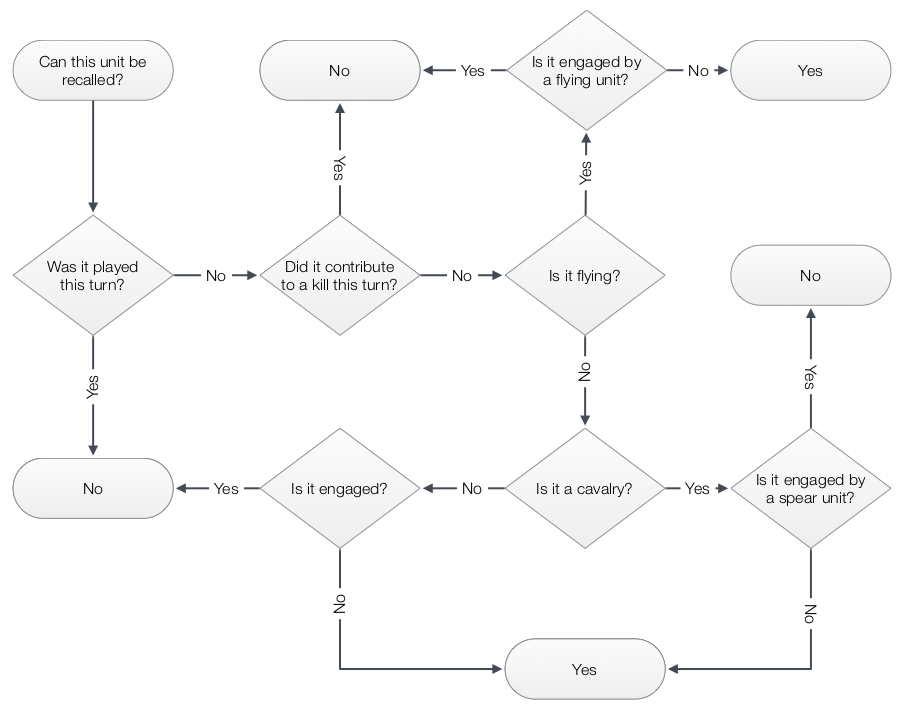 Can this unit be
recalled?
No
Yes
Is it engaged by
a flying unit?
No
Yes
Yes
Yes
Was it played
this turn?
No
Did it contribute
to a kill this turn?
No
Is it flying?
No
Yes
No
Yes
No
Yes
Is it engaged?
No
Is it a cavalry?
Yes
Is it engaged by
a spear unit?
No
No
Yes